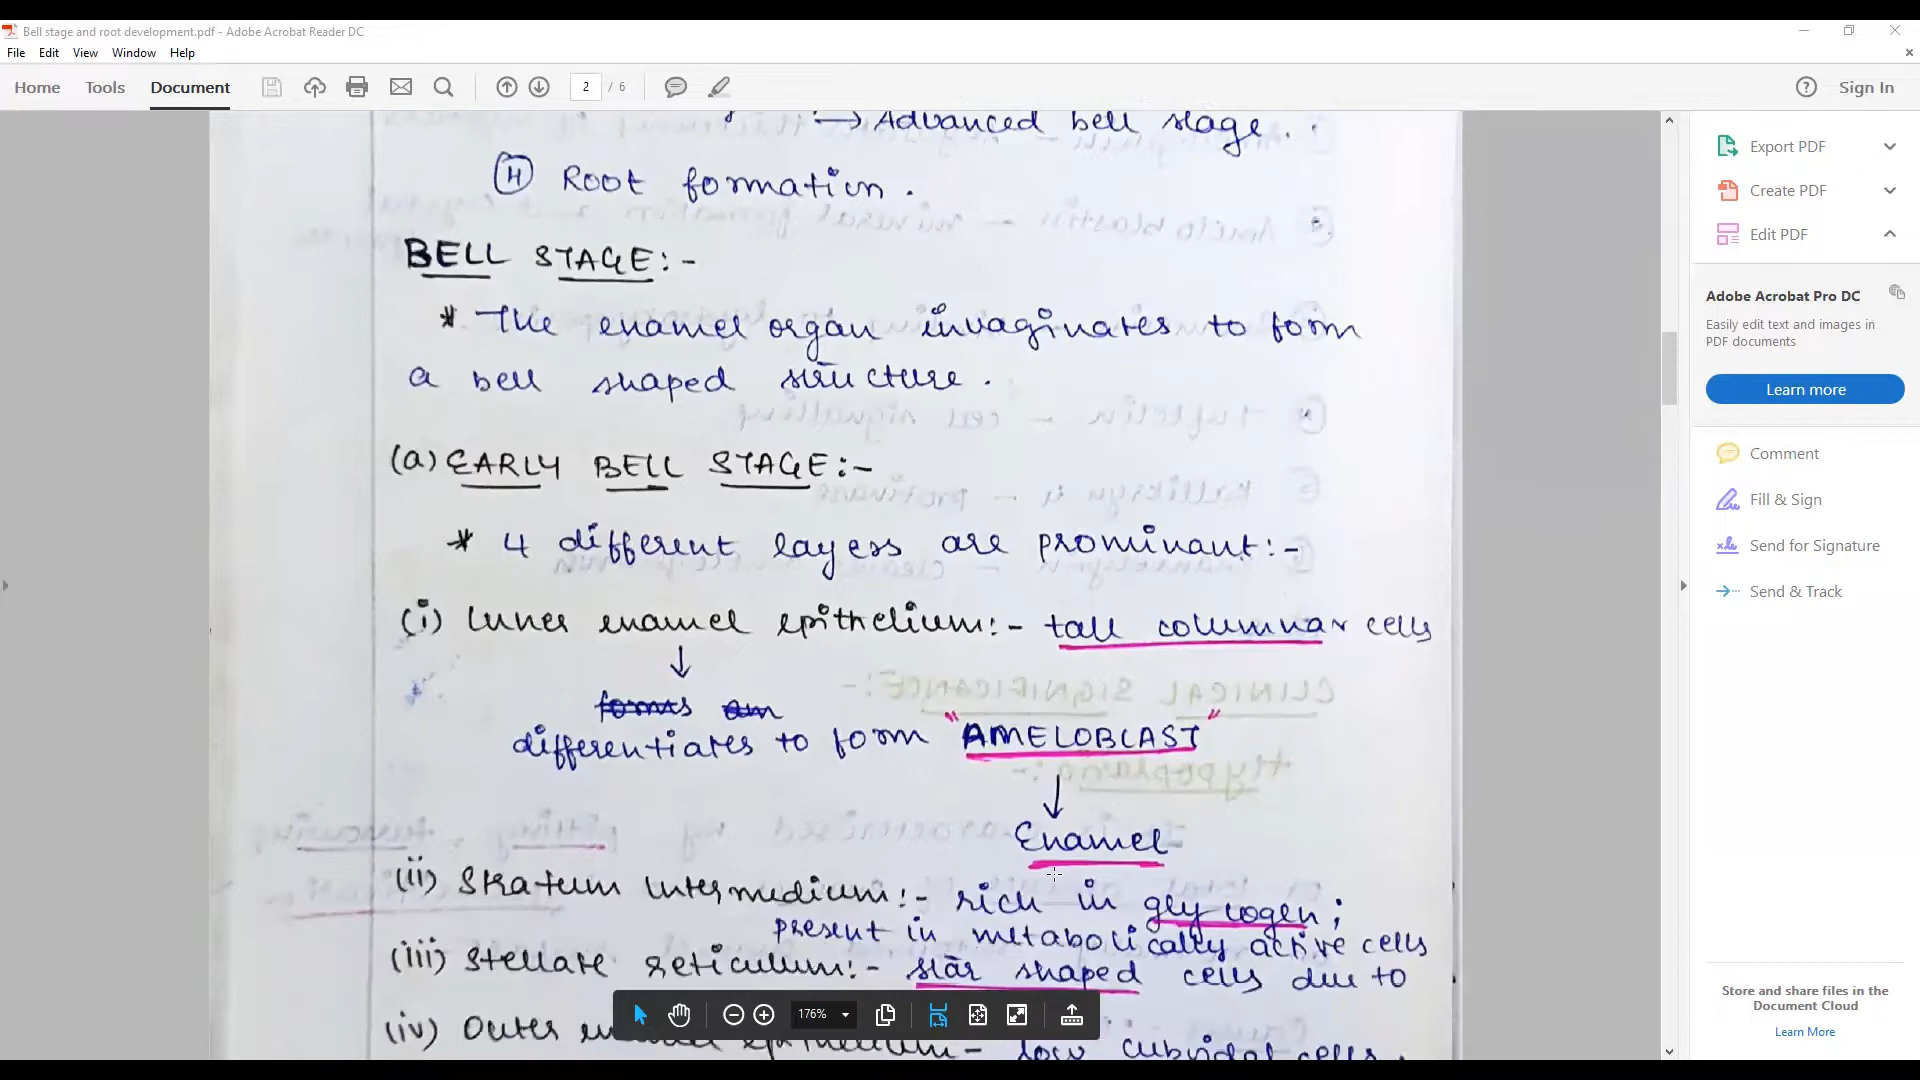 Bell stage and root development.pdf - Adobe Acrobat Reader DC
File Edit View Window Help
Home Tools Document 2 / 6 Sign In
→ Advanced bell stage.
(4) Root formation.
BELL STAGE:-
* The enamel organ invaginates to form
a bell shaped structure.
(a) EARLY BELL STAGE:-
* 4 different layers are prominant:-
(i) Inner enamel epithelium:- tall columnar cells
↓
differentiates to form "AMELOBLAST"
↓
Enamel
(ii) Stratum Intermedium:- rich in glycogen;
present in metabolically active cells
(iii) Stellate reticulum:- star shaped cells due to
(iv) Outer epithelium - low cuboidal cells.
176%
Export PDF
Create PDF
Edit PDF
Adobe Acrobat Pro DC
Easily edit text and images in
PDF documents
Learn more
Comment
Fill & Sign
Send for Signature
Send & Track
Store and share files in the
Document Cloud
Learn More